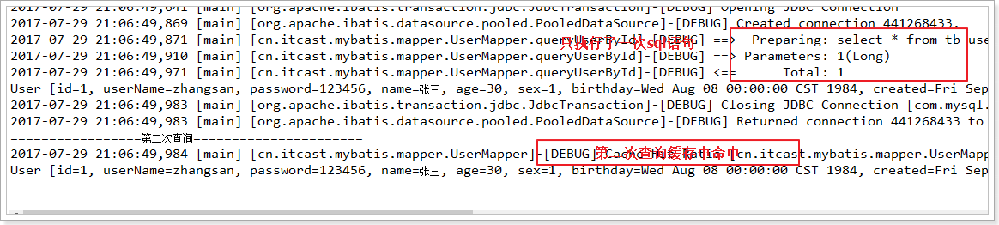 2017-07-29 21:06:49,841 [main] [org.apache.ibatis.transaction.jdbc.JdbcTransaction]-[DEBUG] Opening JDBC Connection
2017-07-29 21:06:49,869 [main] [org.apache.ibatis.datasource.pooled.PooledDataSource]-[DEBUG] Created connection 441268433.
2017-07-29 21:06:49,871 [main] [cn.itcast.mybatis.mapper.UserMapper.queryUserById]-[DEBUG] ==>  Preparing: select * from tb_use
只执行了一次sql语句
2017-07-29 21:06:49,910 [main] [cn.itcast.mybatis.mapper.UserMapper.queryUserById]-[DEBUG] ==> Parameters: 1(Long)
2017-07-29 21:06:49,971 [main] [cn.itcast.mybatis.mapper.UserMapper.queryUserById]-[DEBUG] <==      Total: 1
User [id=1, userName=zhangsan, password=123456, name=张三, age=30, sex=1, birthday=Wed Aug 08 00:00:00 CST 1984, created=Fri Sep
2017-07-29 21:06:49,983 [main] [org.apache.ibatis.transaction.jdbc.JdbcTransaction]-[DEBUG] Closing JDBC Connection [com.mysql.
2017-07-29 21:06:49,983 [main] [org.apache.ibatis.datasource.pooled.PooledDataSource]-[DEBUG] Returned connection 441268433 to
=================第二次查询======================
2017-07-29 21:06:49,984 [main] [cn.itcast.mybatis.mapper.UserMapper]-[DEBUG] Cache Hit Ratio [cn.itcast.mybatis.mapper.UserMapp
第二次查询缓存中命中
User [id=1, userName=zhangsan, password=123456, name=张三, age=30, sex=1, birthday=Wed Aug 08 00:00:00 CST 1984, created=Fri Sep